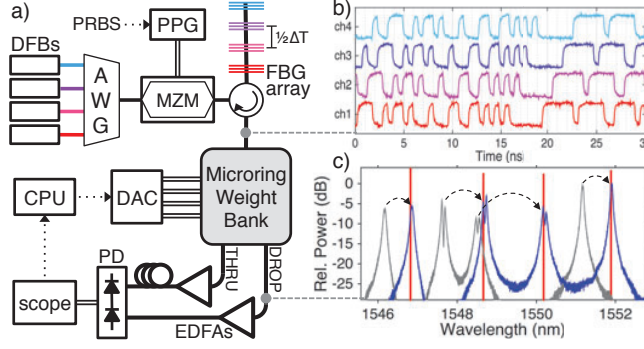 a)
PRBS
PPG
½ΔT
DFBs
AWG
MZM
FBG
array
CPU
DAC
Microring
Weight
Bank
THRU
DROP
PD
scope
EDFAs
b)
ch4
ch3
ch2
ch1
0 5 10 15 20 25 30
Time (ns
c)
Rel. Power (dB)
0
-5
-10
-15
-20
-25
1546 1548 1550 1552
Wavelength (nm)